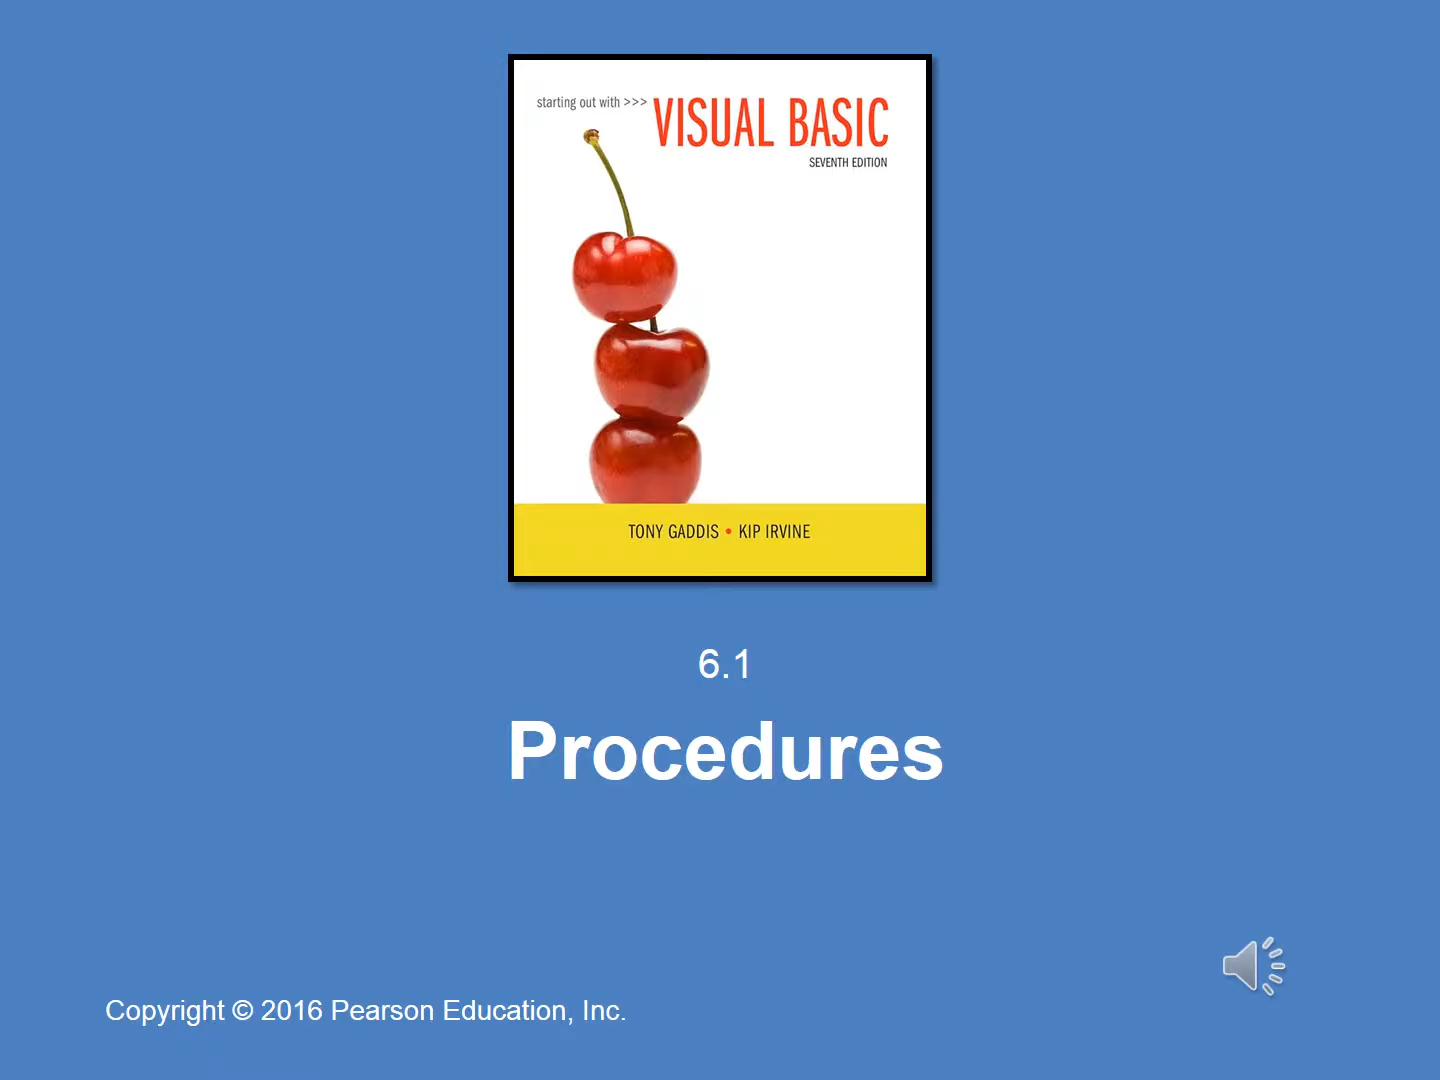 starting out with >>> VISUAL BASIC
SEVENTH EDITION
TONY GADDIS • KIP IRVINE
6.1
Procedures
Copyright © 2016 Pearson Education, Inc.